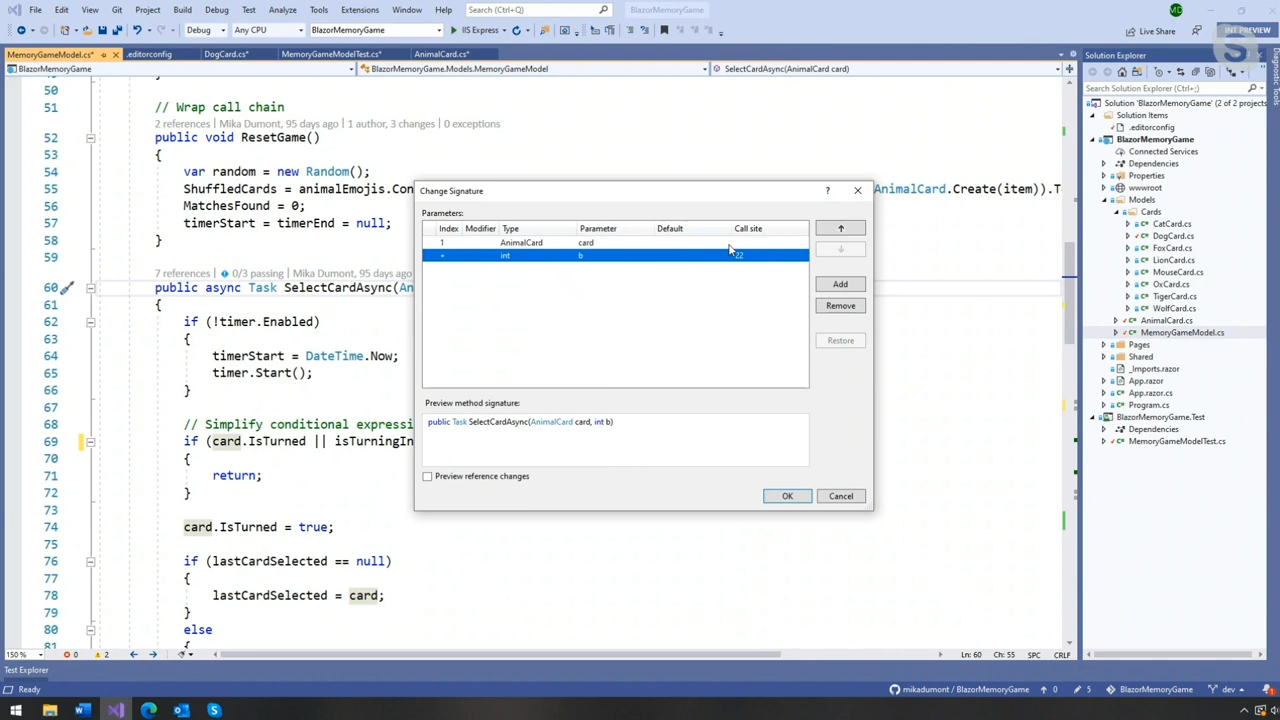 File Edit View Git Project Build Debug Test Analyze Tools Extensions Window Help Search (Ctrl+Q) BlazorMemoryGame MD
Debug Any CPU BlazorMemoryGame IIS Express Live Share INT PREVIEW
MemoryGameModel.cs* .editorconfig DogCard.cs* MemoryGameModelTest.cs* AnimalCard.cs*
BlazorMemoryGame BlazorMemoryGame.Models.MemoryGameModel SelectCardAsync(AnimalCard card)
50
51 // Wrap call chain
2 references | Mika Dumont, 95 days ago | 1 author, 3 changes | 0 exceptions
52 public void ResetGame()
53 {
54 var random = new Random();
55 ShuffledCards = animalEmojis.Con AnimalCard.Create(item)).T
56 MatchesFound = 0;
57 timerStart = timerEnd = null;
58 }
59
7 references | 0/3 passing | Mika Dumont, 95 days ago
60 public async Task SelectCardAsync(An
61 {
62 if (!timer.Enabled)
63 {
64 timerStart = DateTime.Now;
65 timer.Start();
66 }
67
68 // Simplify conditional expressi
69 if (card.IsTurned || isTurningIn
70 {
71 return;
72 }
73
74 card.IsTurned = true;
75
76 if (lastCardSelected == null)
77 {
78 lastCardSelected = card;
79 }
80 else
81 {
Change Signature ?
Parameters:
Index Modifier Type Parameter Default Call site
1 AnimalCard card
+ int b 22
Add
Remove
Restore
Preview method signature:
public Task SelectCardAsync(AnimalCard card, int b)
Preview reference changes
OK Cancel
Solution Explorer
Search Solution Explorer (Ctrl+;)
Solution 'BlazorMemoryGame' (2 of 2 projects
Solution Items
.editorconfig
BlazorMemoryGame
Connected Services
Dependencies
Properties
wwwroot
Models
Cards
CatCard.cs
DogCard.cs
FoxCard.cs
LionCard.cs
MouseCard.cs
OxCard.cs
TigerCard.cs
WolfCard.cs
AnimalCard.cs
MemoryGameModel.cs
Pages
Shared
_Imports.razor
App.razor
App.razor.cs
Program.cs
BlazorMemoryGame.Test
Dependencies
MemoryGameModelTest.cs
Diagnostic Tools
150 % 0 2 Ln: 60 Ch: 55 SPC CRLF
Test Explorer
Ready mikadumont / BlazorMemoryGame 0 5 BlazorMemoryGame dev